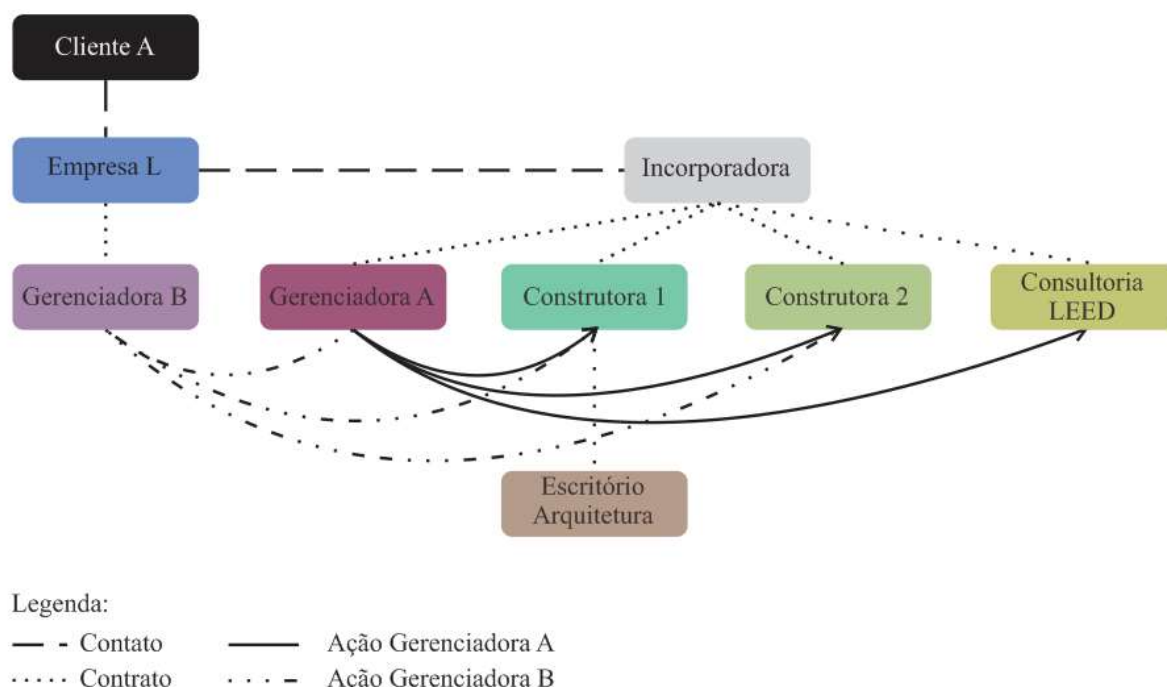 Cliente A
Empresa L
Incorporadora
Gerenciadora B
Gerenciadora A
Construtora 1
Construtora 2
Consultoria
LEED
Escritório
Arquitetura
Legenda:
Contato
Ação Gerenciadora A
Contrato
Ação Gerenciadora B